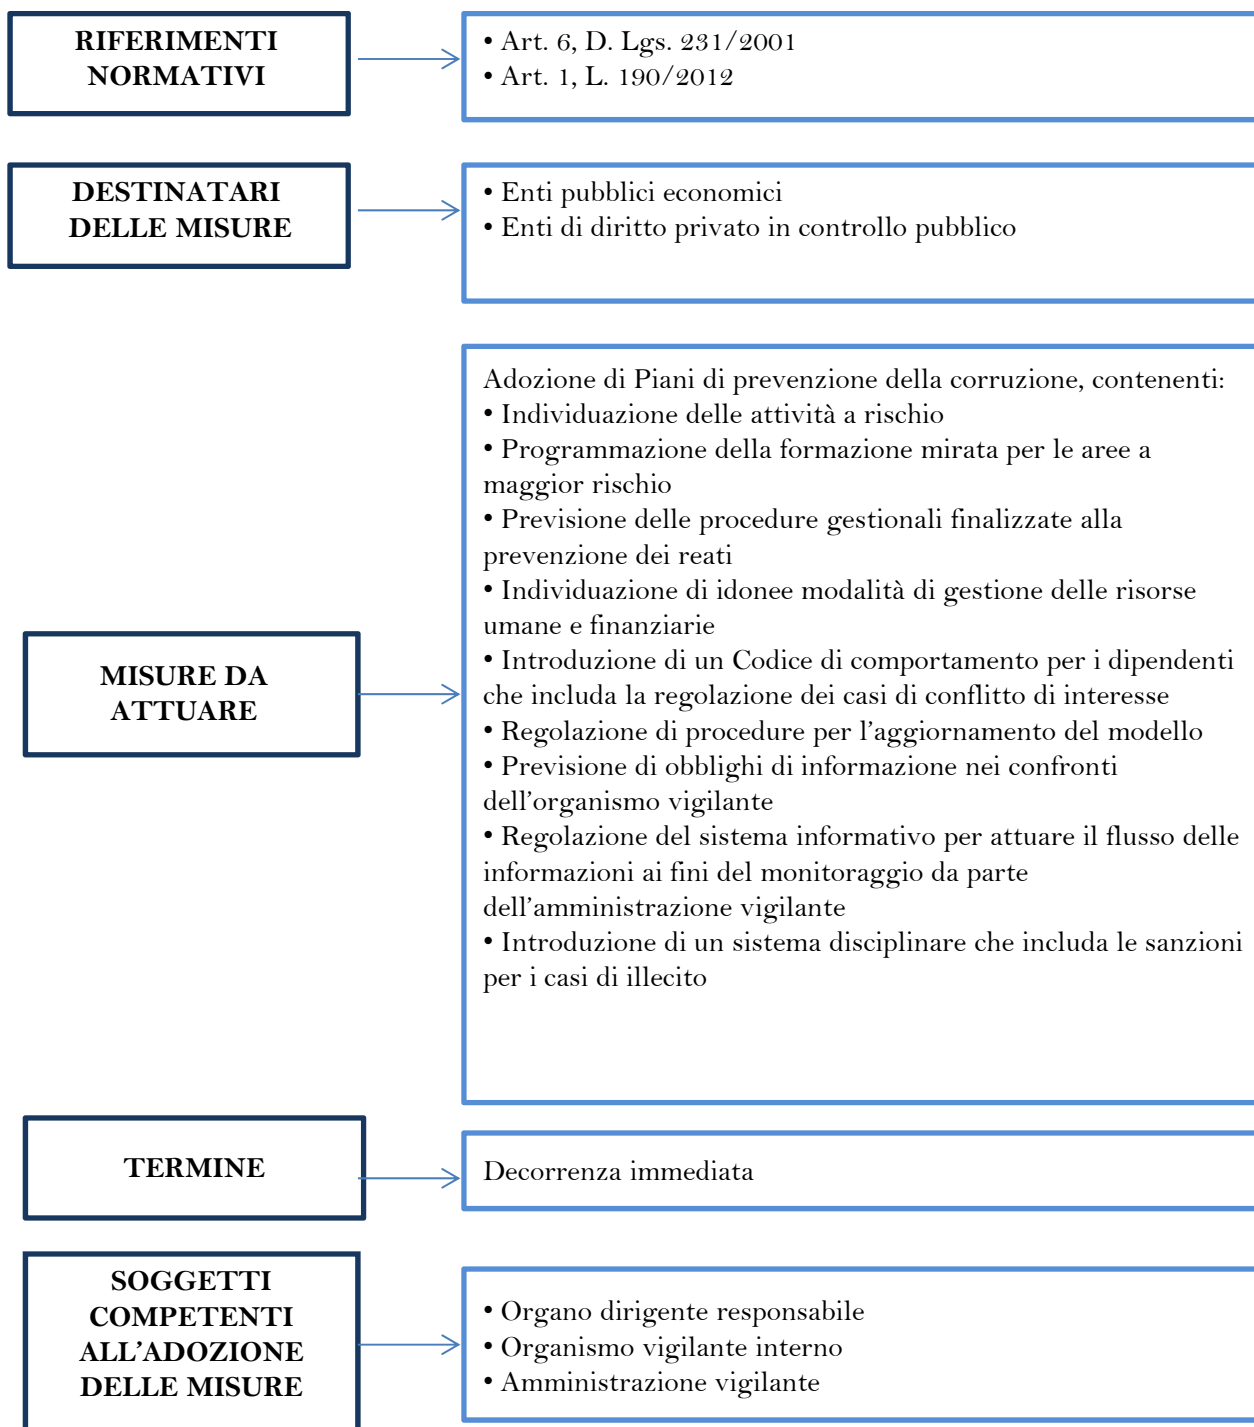 RIFERIMENTI
NORMATIVI
• Art. 6, D. Lgs. 231/2001
• Art. 1, L. 190/2012
DESTINATARI
DELLE MISURE
• Enti pubblici economici
• Enti di diritto privato in controllo pubblico
MISURE DA
ATTUARE
Adozione di Piani di prevenzione della corruzione, contenenti:
• Individuazione delle attività a rischio
• Programmazione della formazione mirata per le aree a
maggior rischio
• Previsione delle procedure gestionali finalizzate alla
prevenzione dei reati
• Individuazione di idonee modalità di gestione delle risorse
umane e finanziarie
• Introduzione di un Codice di comportamento per i dipendenti
che includa la regolazione dei casi di conflitto di interesse
• Regolazione di procedure per l’aggiornamento del modello
• Previsione di obblighi di informazione nei confronti
dell’organismo vigilante
• Regolazione del sistema informativo per attuare il flusso delle
informazioni ai fini del monitoraggio da parte
dell’amministrazione vigilante
• Introduzione di un sistema disciplinare che includa le sanzioni
per i casi di illecito
TERMINE
Decorrenza immediata
SOGGETTI
COMPETENTI
ALL’ADOZIONE
DELLE MISURE
• Organo dirigente responsabile
• Organismo vigilante interno
• Amministrazione vigilante